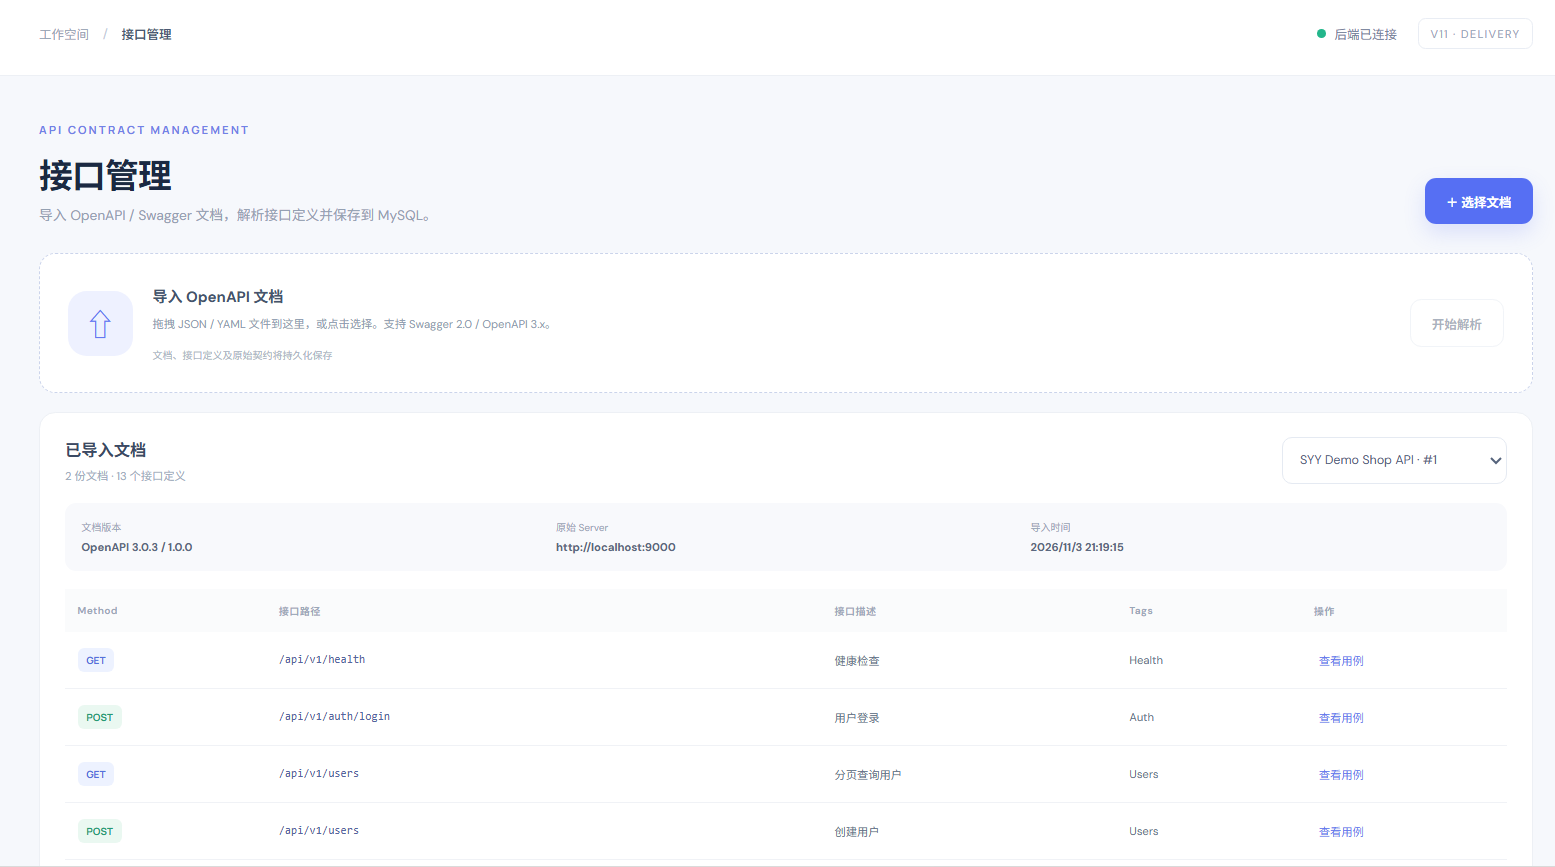 工作空间 / 接口管理
后端已连接
V11 · DELIVERY
API CONTRACT MANAGEMENT
接口管理
导入 OpenAPI / Swagger 文档，解析接口定义并保存到 MySQL。
+ 选择文档
导入 OpenAPI 文档
拖拽 JSON / YAML 文件到这里，或点击选择。支持 Swagger 2.0 / OpenAPI 3.x。
文档、接口定义及原始契约将持久化保存
开始解析
已导入文档
2 份文档 · 13 个接口定义
SYY Demo Shop API · #1
文档版本 原始 Server 导入时间
OpenAPI 3.0.3 / 1.0.0 http://localhost:9000 2026/11/3 21:19:15
Method 接口路径 接口描述 Tags 操作
GET /api/v1/health 健康检查 Health 查看用例
POST /api/v1/auth/login 用户登录 Auth 查看用例
GET /api/v1/users 分页查询用户 Users 查看用例
POST /api/v1/users 创建用户 Users 查看用例